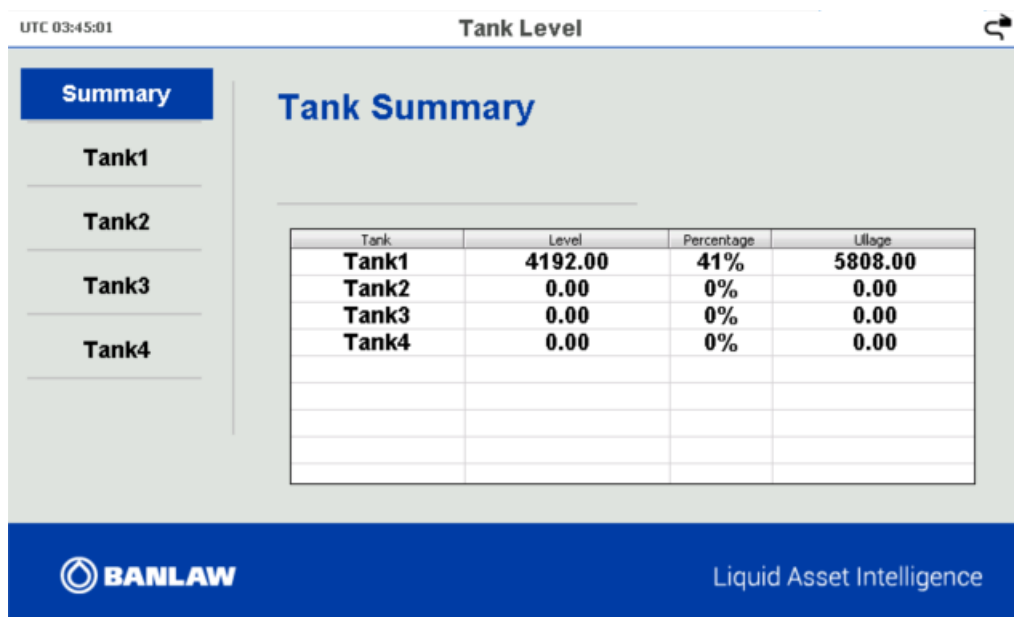 UTC 03:45:01 Tank Level
Summary
Tank1
Tank2
Tank3
Tank4
Tank Summary
Tank Level Percentage Ullage
Tank1 4192.00 41% 5808.00
Tank2 0.00 0% 0.00
Tank3 0.00 0% 0.00
Tank4 0.00 0% 0.00
BANLAW
Liquid Asset Intelligence